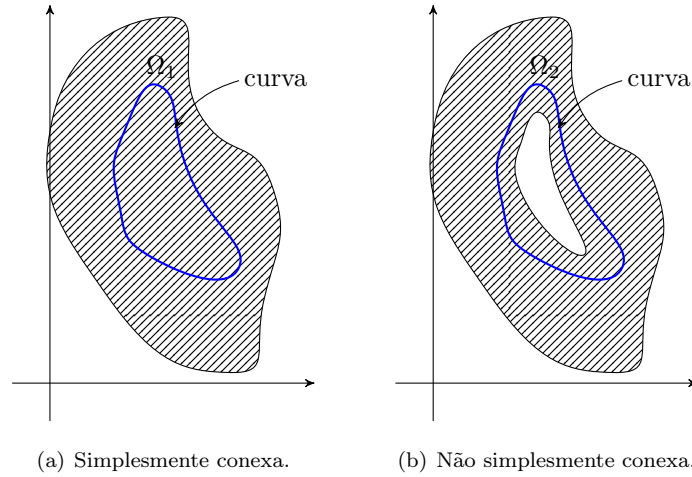 Ω₁
curva
Ω₂
curva
(a) Simplesmente conexa.
(b) Não simplesmente conexa.